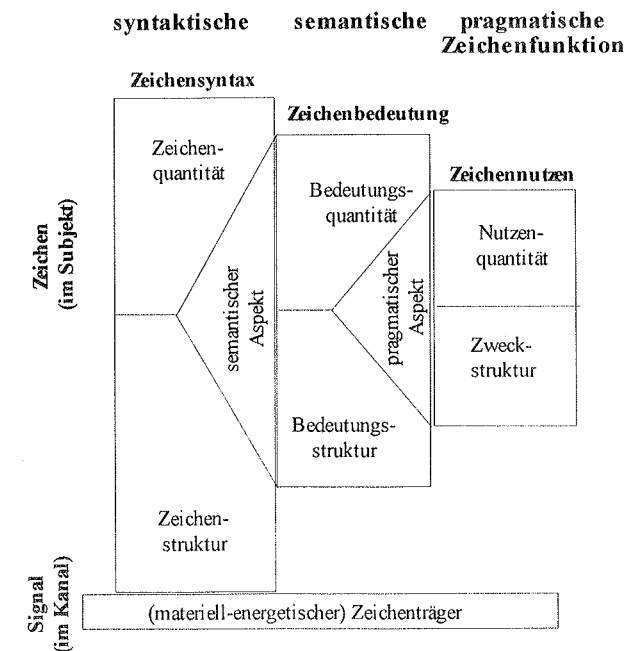 syntaktische semantische pragmatische
Zeichenfunktion
Zeichensyntax
Zeichenbedeutung
Zeichennutzen
Zeichen-
quantität
Bedeutungs-
quantität
Nutzen-
quantität
Zeichen
(im Subjekt)
semantischer
Aspekt
pragmatischer
Aspekt
Zweck-
struktur
Bedeutungs-
struktur
Zeichen-
struktur
Signal
(im Kanal)
(materiell-energetischer) Zeichenträger